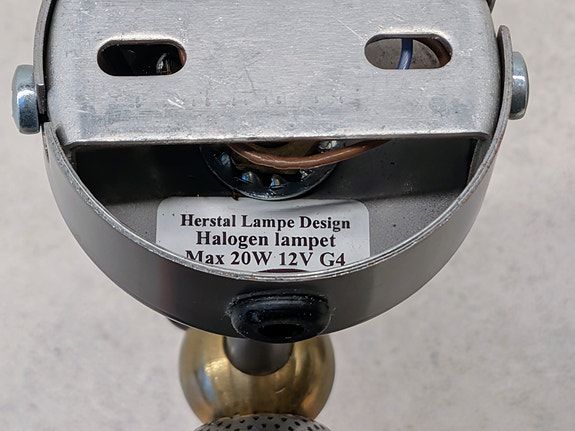 Herstal Lampe Design
Halogen lampet
Max 20W 12V G4